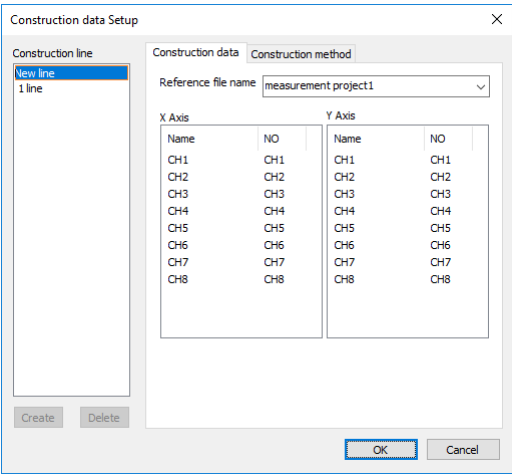 Construction data Setup
Construction line
New line
1 line
Create
Delete
Construction data
Construction method
Reference file name
measurement project1
X Axis
Name NO
CH1 CH1
CH2 CH2
CH3 CH3
CH4 CH4
CH5 CH5
CH6 CH6
CH7 CH7
CH8 CH8
Y Axis
Name NO
CH1 CH1
CH2 CH2
CH3 CH3
CH4 CH4
CH5 CH5
CH6 CH6
CH7 CH7
CH8 CH8
OK
Cancel